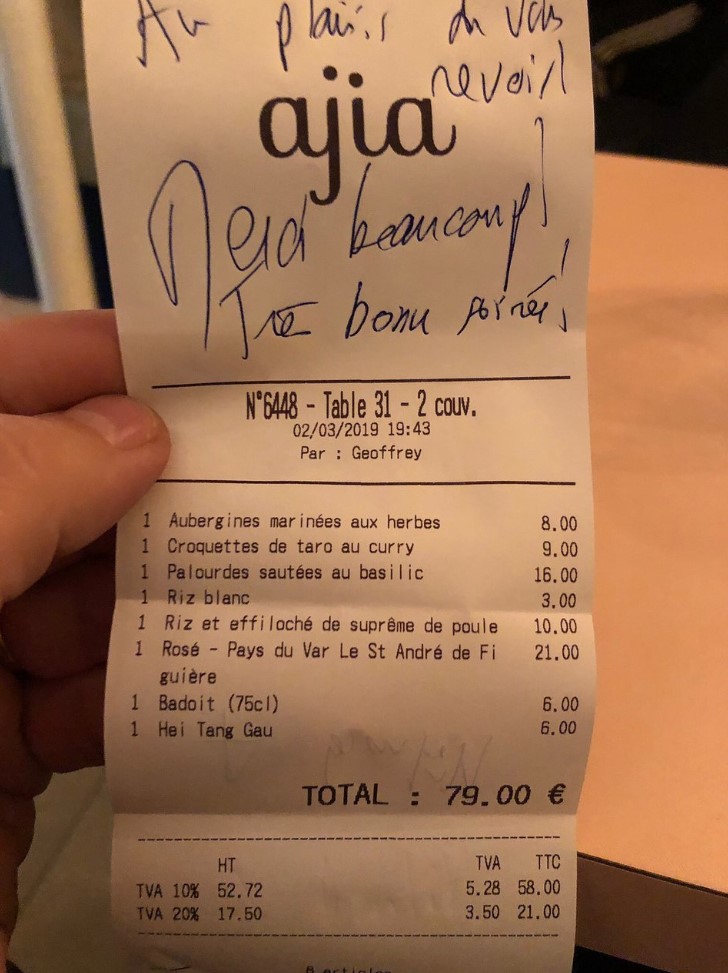 Au plaisir de vous
revoir!
ajia
Merci beaucoup!
Très bonne soirée!
N°6448 - Table 31 - 2 couv.
02/03/2019 19:43
Par : Geoffrey
1 Aubergines marinées aux herbes 8.00
1 Croquettes de taro au curry 9.00
1 Palourdes sautées au basilic 16.00
1 Riz blanc 3.00
1 Riz et effiloché de suprême de poule 10.00
1 Rosé - Pays du Var Le St André de Fi 21.00
guière
1 Badoit (75cl) 6.00
1 Hei Tang Gau 6.00
TOTAL : 79.00 €
HT TVA TTC
TVA 10% 52.72 5.28 58.00
TVA 20% 17.50 3.50 21.00